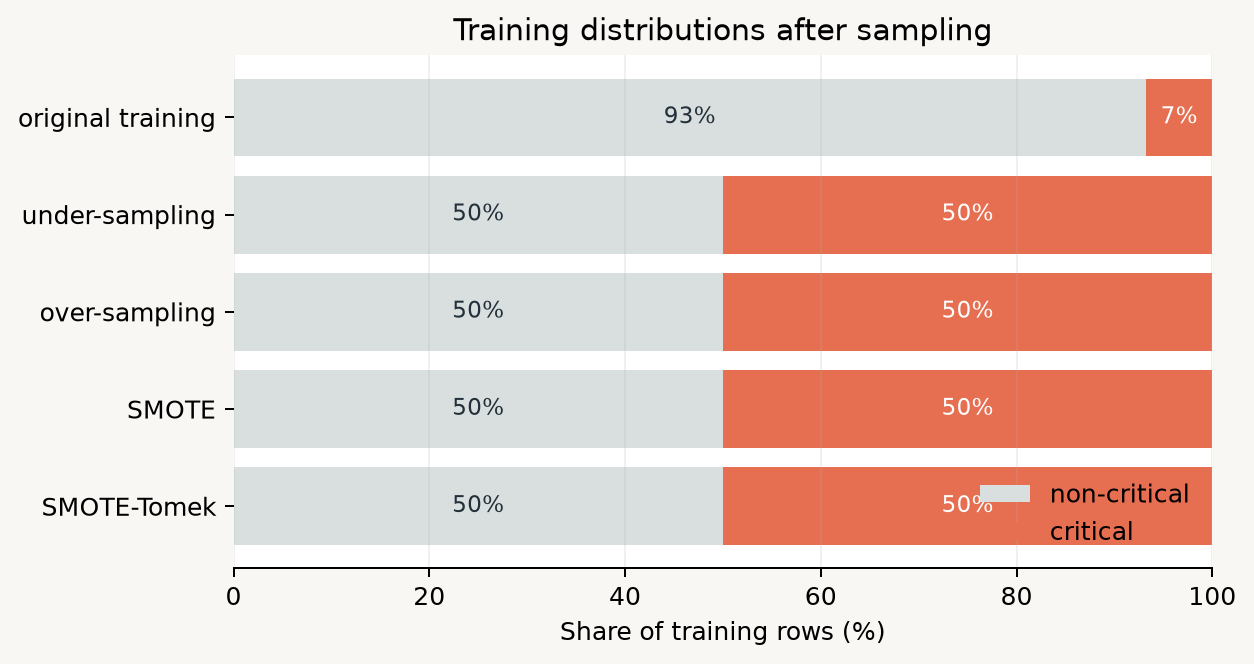 Training distributions after sampling
original training 93% 7%
under-sampling 50% 50%
over-sampling 50% 50%
SMOTE 50% 50%
SMOTE-Tomek 50% 50% non-critical
critical
0 20 40 60 80 100
Share of training rows (%)